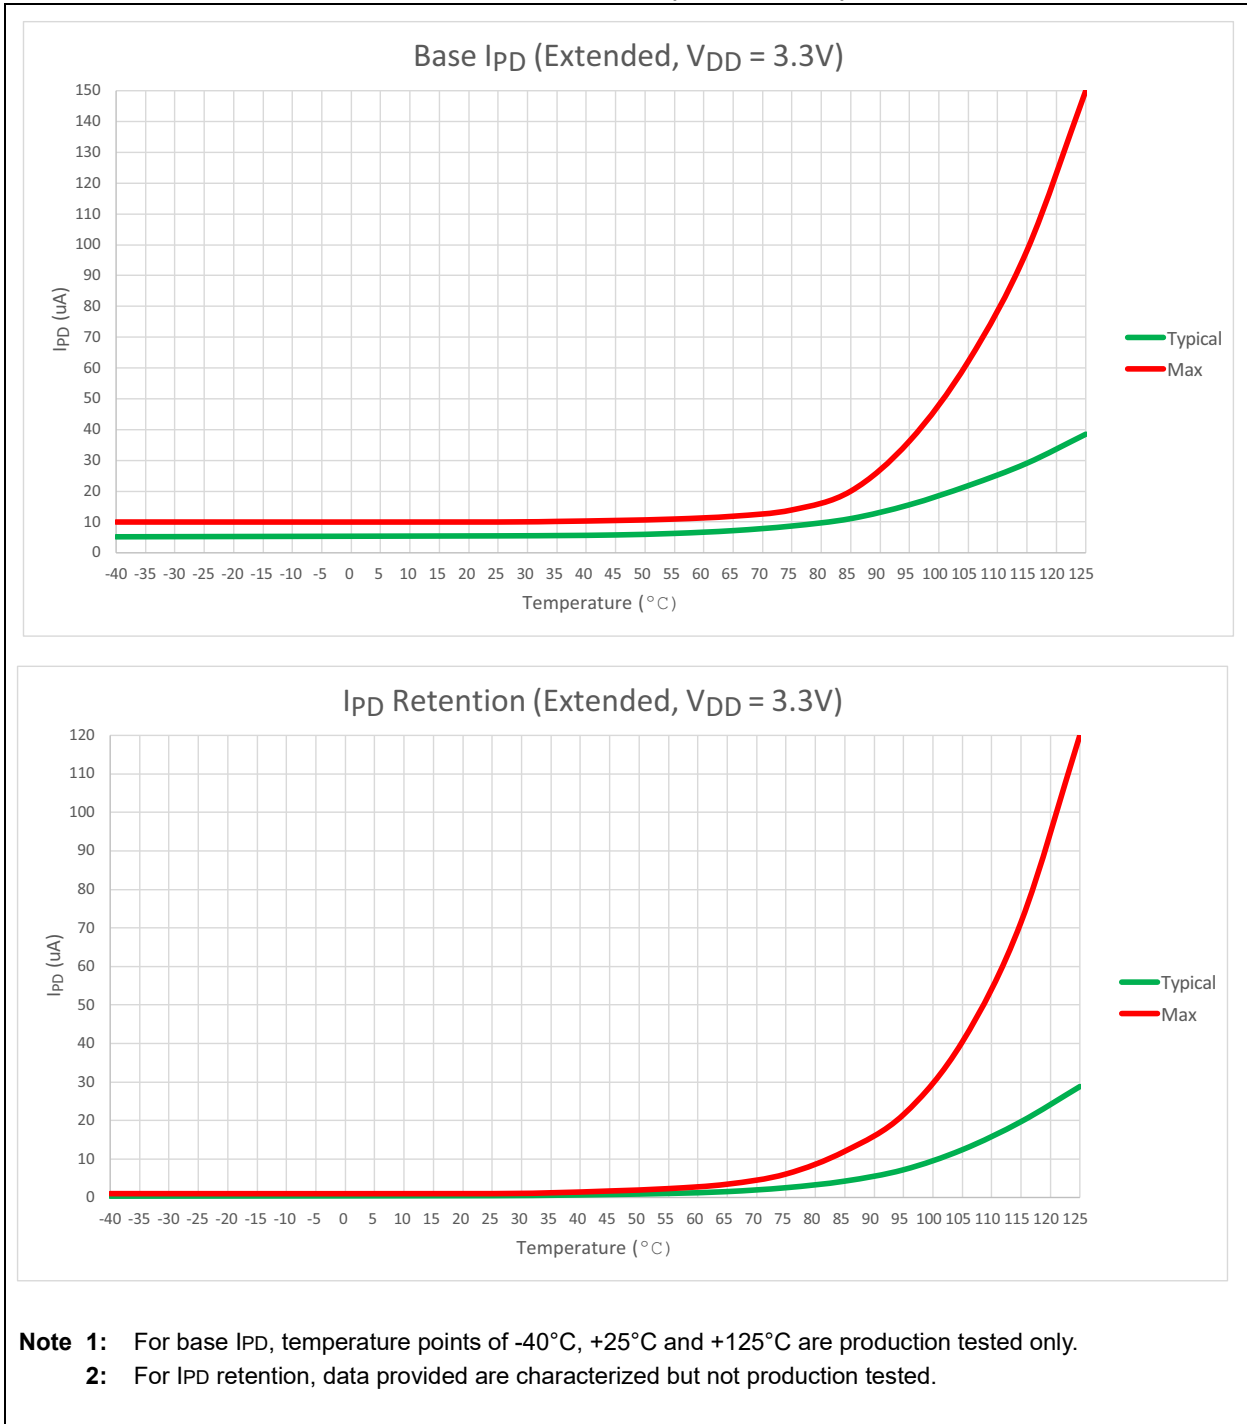 Base IPD (Extended, VDD = 3.3V)
150
140
130
120
110
100
90
80
70
60
50
40
30
20
10
0
IPD (uA)
-40 -35 -30 -25 -20 -15 -10 -5 0 5 10 15 20 25 30 35 40 45 50 55 60 65 70 75 80 85 90 95 100 105 110 115 120 125
Temperature (°C)
Typical
Max
IPD Retention (Extended, VDD = 3.3V)
120
110
100
90
80
70
60
50
40
30
20
10
0
IPD (uA)
-40 -35 -30 -25 -20 -15 -10 -5 0 5 10 15 20 25 30 35 40 45 50 55 60 65 70 75 80 85 90 95 100 105 110 115 120 125
Temperature (°C)
Typical
Max
Note 1: For base IPD, temperature points of -40°C, +25°C and +125°C are production tested only.
2: For IPD retention, data provided are characterized but not production tested.